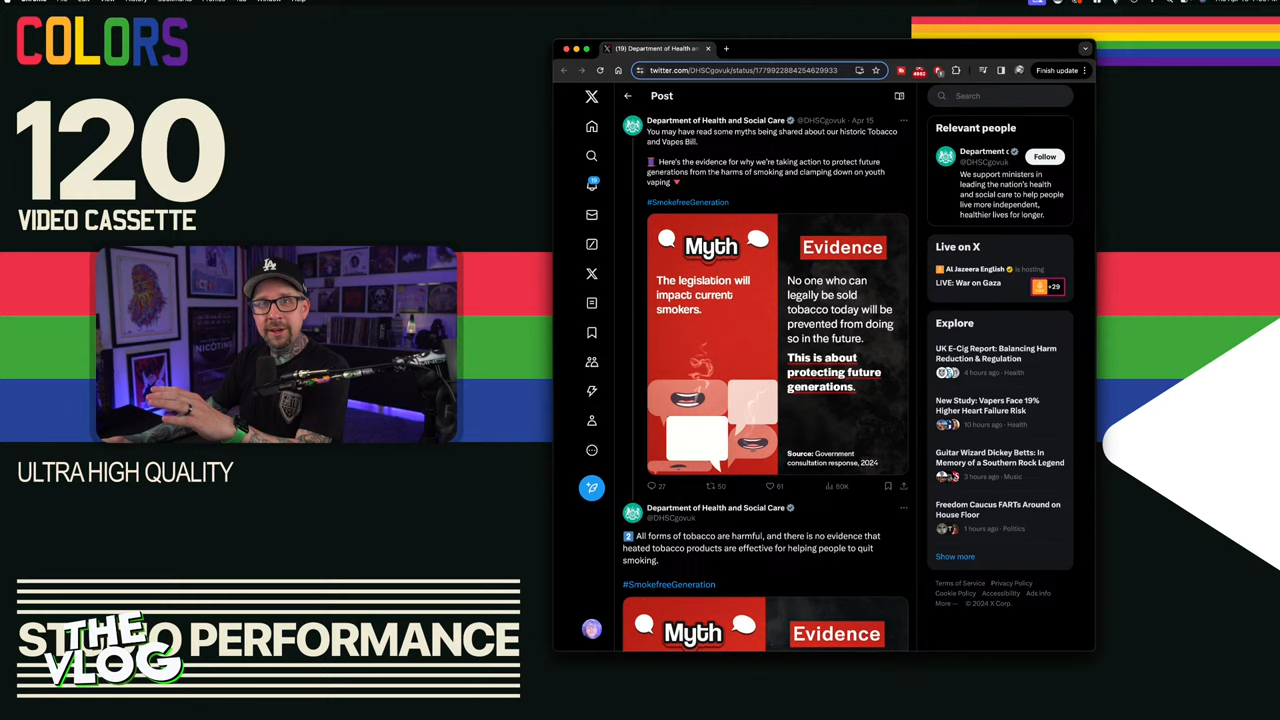 COLORS
120
VIDEO CASSETTE
ULTRA HIGH QUALITY
THE
VLOG
PERFORMANCE
NICOTINE
LA
(19) Department of Health an
twitter.com/DHSCgovuk/status/1779922884254629933
Finish update
Post
Department of Health and Social Care @DHSCgovuk · Apr 15
You may have read some myths being shared about our historic Tobacco
and Vapes Bill.
Here's the evidence for why we're taking action to protect future
generations from the harms of smoking and clamping down on youth
vaping
#SmokefreeGeneration
Myth
The legislation will
impact current
smokers.
Evidence
No one who can
legally be sold
tobacco today will be
prevented from doing
so in the future.
This is about
protecting future
generations.
Source: Government
consultation response, 2024
27 50 61 60K
Department of Health and Social Care
@DHSCgovuk
2 All forms of tobacco are harmful, and there is no evidence that
heated tobacco products are effective for helping people to quit
smoking.
#SmokefreeGeneration
Myth
Evidence
Search
Relevant people
Department c
@DHSCgovuk
Follow
We support ministers in
leading the nation's health
and social care to help people
live more independent,
healthier lives for longer.
Live on X
Al Jazeera English is hosting
LIVE: War on Gaza
+29
Explore
UK E-Cig Report: Balancing Harm
Reduction & Regulation
4 hours ago · Health
New Study: Vapers Face 19%
Higher Heart Failure Risk
10 hours ago · Health
Guitar Wizard Dickey Betts: In
Memory of a Southern Rock Legend
3 hours ago · Music
Freedom Caucus FARTs Around on
House Floor
1 hours ago · Politics
Show more
Terms of Service Privacy Policy
Cookie Policy Accessibility Ads info
More ··· © 2024 X Corp.